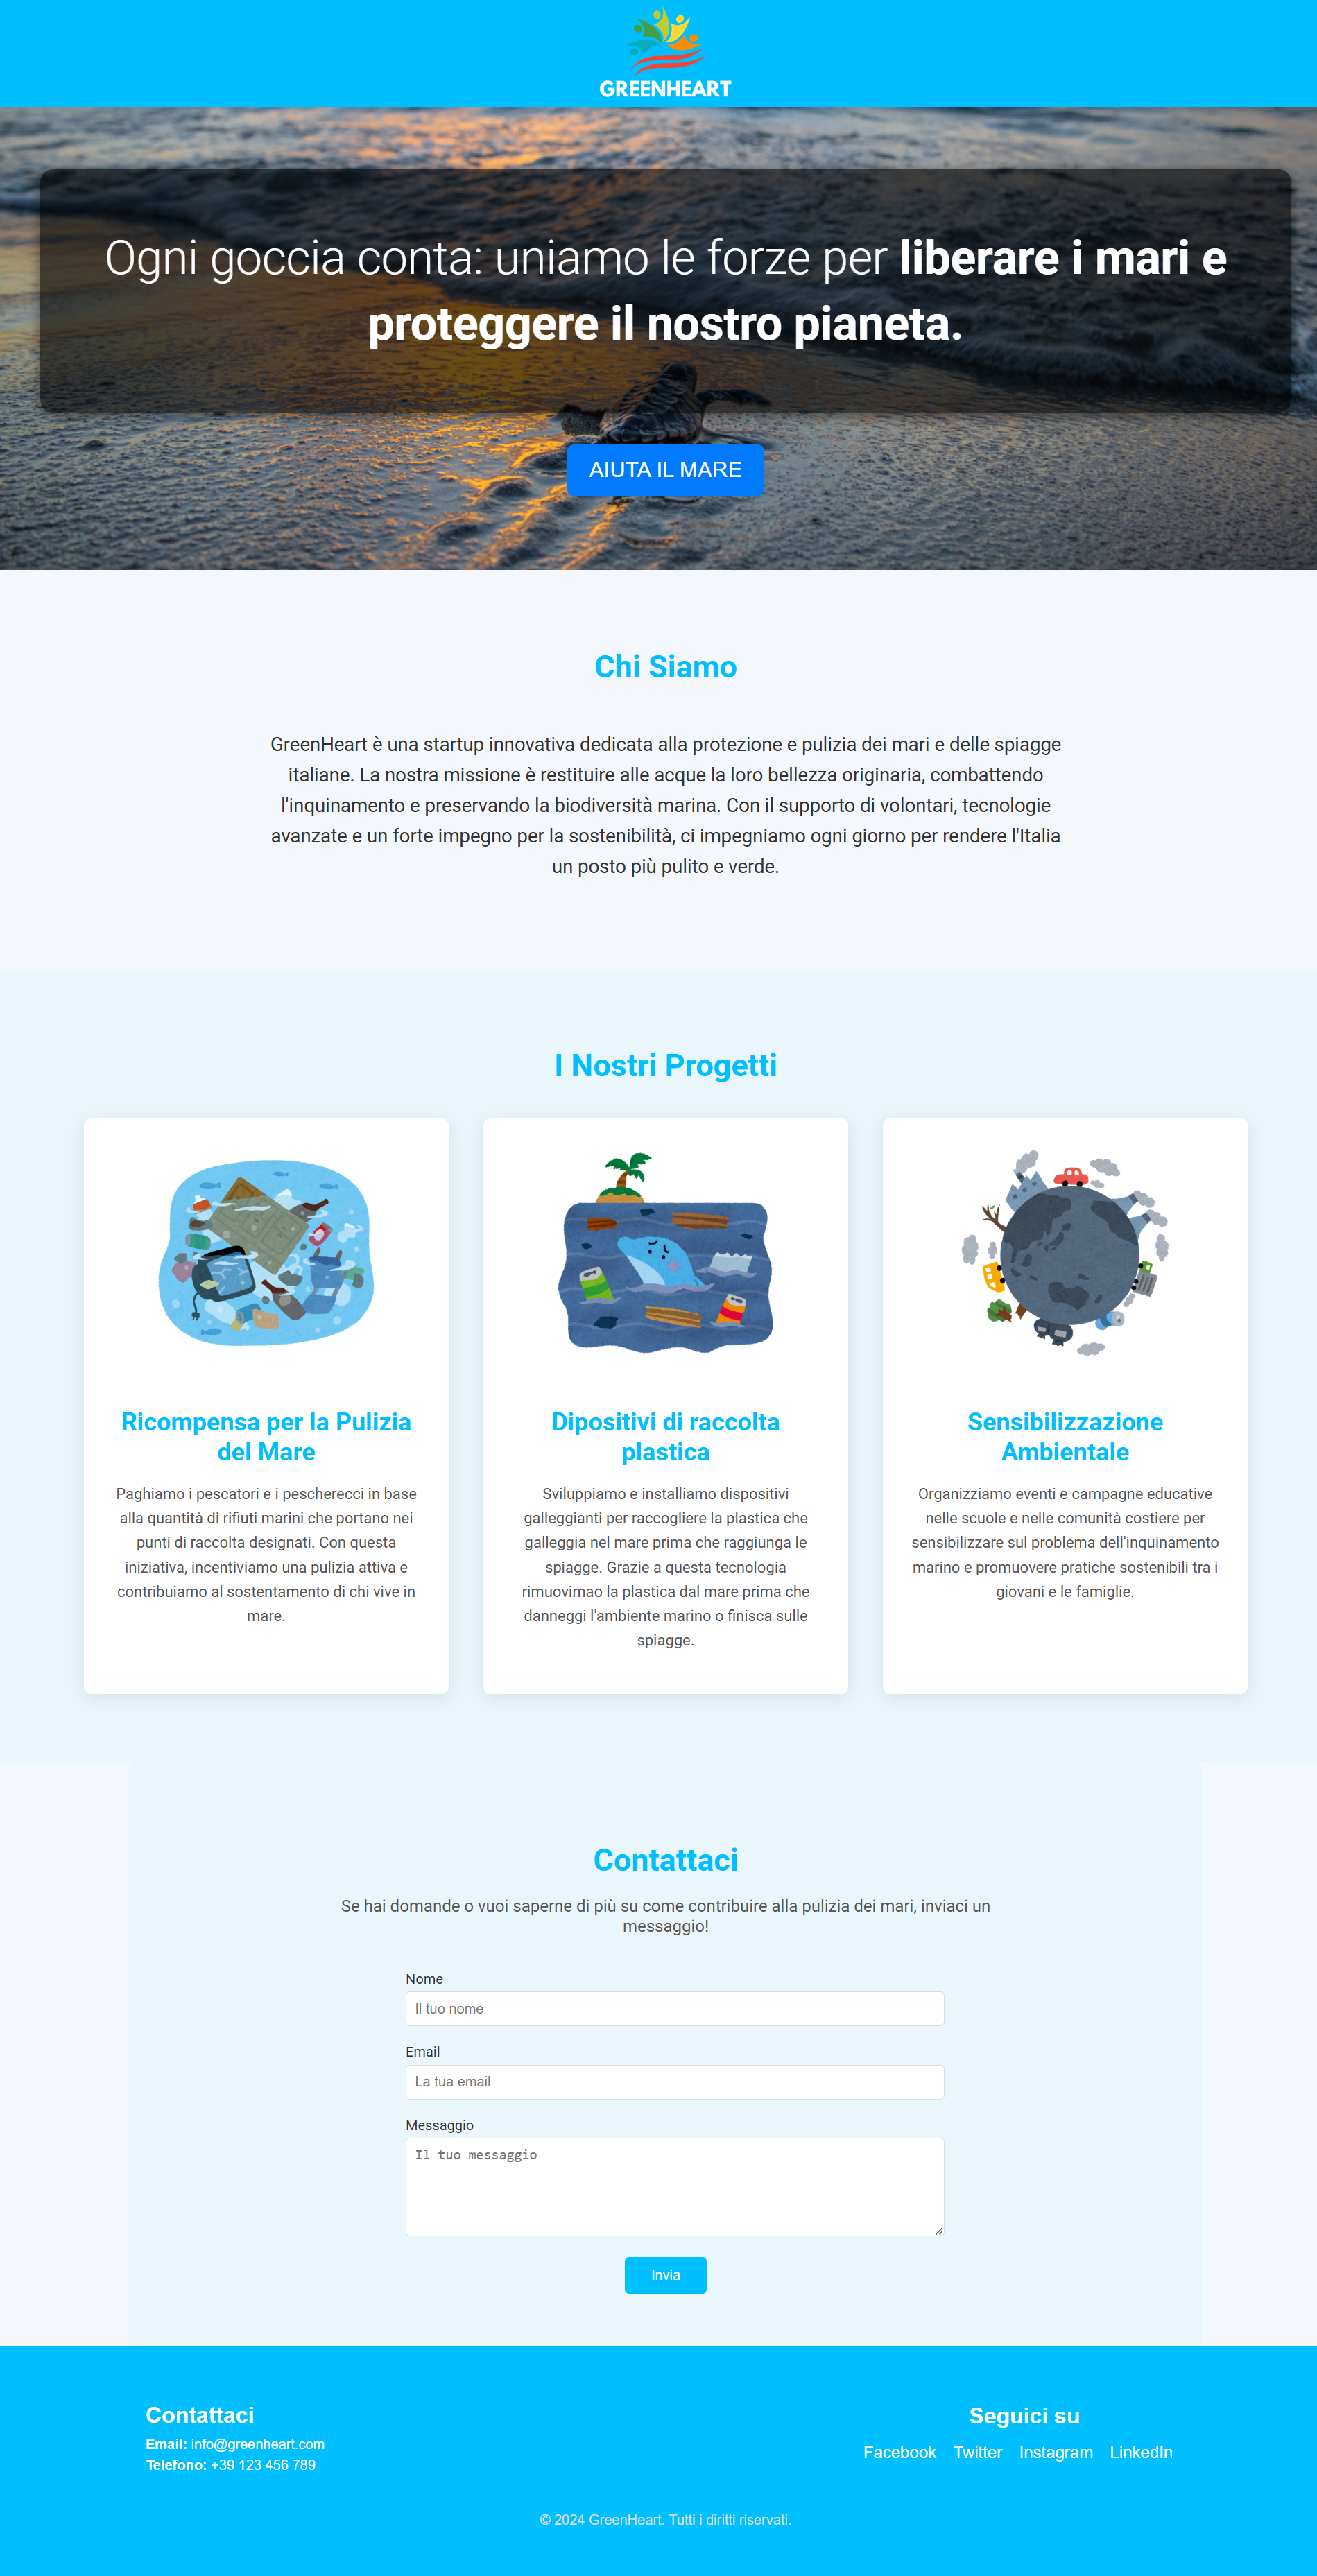 GREENHEART
Ogni goccia conta: uniamo le forze per liberare i mari e
proteggere il nostro pianeta.
AIUTA IL MARE
Chi Siamo
GreenHeart è una startup innovativa dedicata alla protezione e pulizia dei mari e delle spiagge
italiane. La nostra missione è restituire alle acque la loro bellezza originaria, combattendo
l'inquinamento e preservando la biodiversità marina. Con il supporto di volontari, tecnologie
avanzate e un forte impegno per la sostenibilità, ci impegniamo ogni giorno per rendere l'Italia
un posto più pulito e verde.
I Nostri Progetti
Ricompensa per la Pulizia
del Mare
Paghiamo i pescatori e i pescherecci in base
alla quantità di rifiuti marini che portano nei
punti di raccolta designati. Con questa
iniziativa, incentiviamo una pulizia attiva e
contribuiamo al sostentamento di chi vive in
mare.
Dipositivi di raccolta
plastica
Sviluppiamo e installiamo dispositivi
galleggianti per raccogliere la plastica che
galleggia nel mare prima che raggiunga le
spiagge. Grazie a questa tecnologia
rimuovimao la plastica dal mare prima che
danneggi l'ambiente marino o finisca sulle
spiagge.
Sensibilizzazione
Ambientale
Organizziamo eventi e campagne educative
nelle scuole e nelle comunità costiere per
sensibilizzare sul problema dell'inquinamento
marino e promuovere pratiche sostenibili tra i
giovani e le famiglie.
Contattaci
Se hai domande o vuoi saperne di più su come contribuire alla pulizia dei mari, inviaci un
messaggio!
Nome
Il tuo nome
Email
La tua email
Messaggio
Il tuo messaggio
Invia
Contattaci
Email: info@greenheart.com
Telefono: +39 123 456 789
Seguici su
Facebook Twitter Instagram LinkedIn
© 2024 GreenHeart. Tutti i diritti riservati.